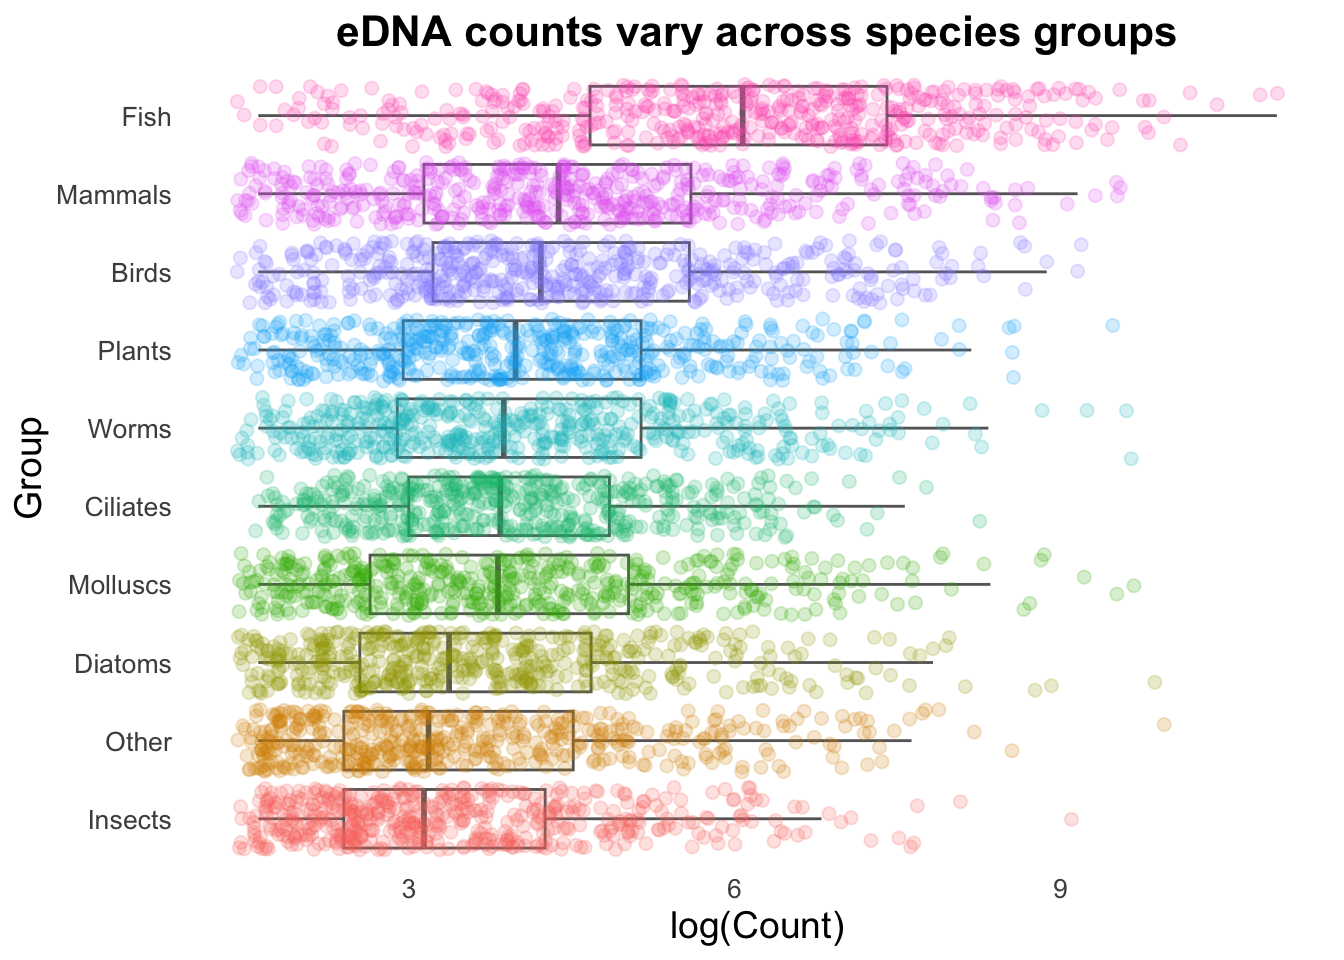 eDNA counts vary across species groups
Fish
Mammals
Birds
Plants
Worms
Ciliates
Molluscs
Diatoms
Other
Insects
Group
3 6 9
log(Count)